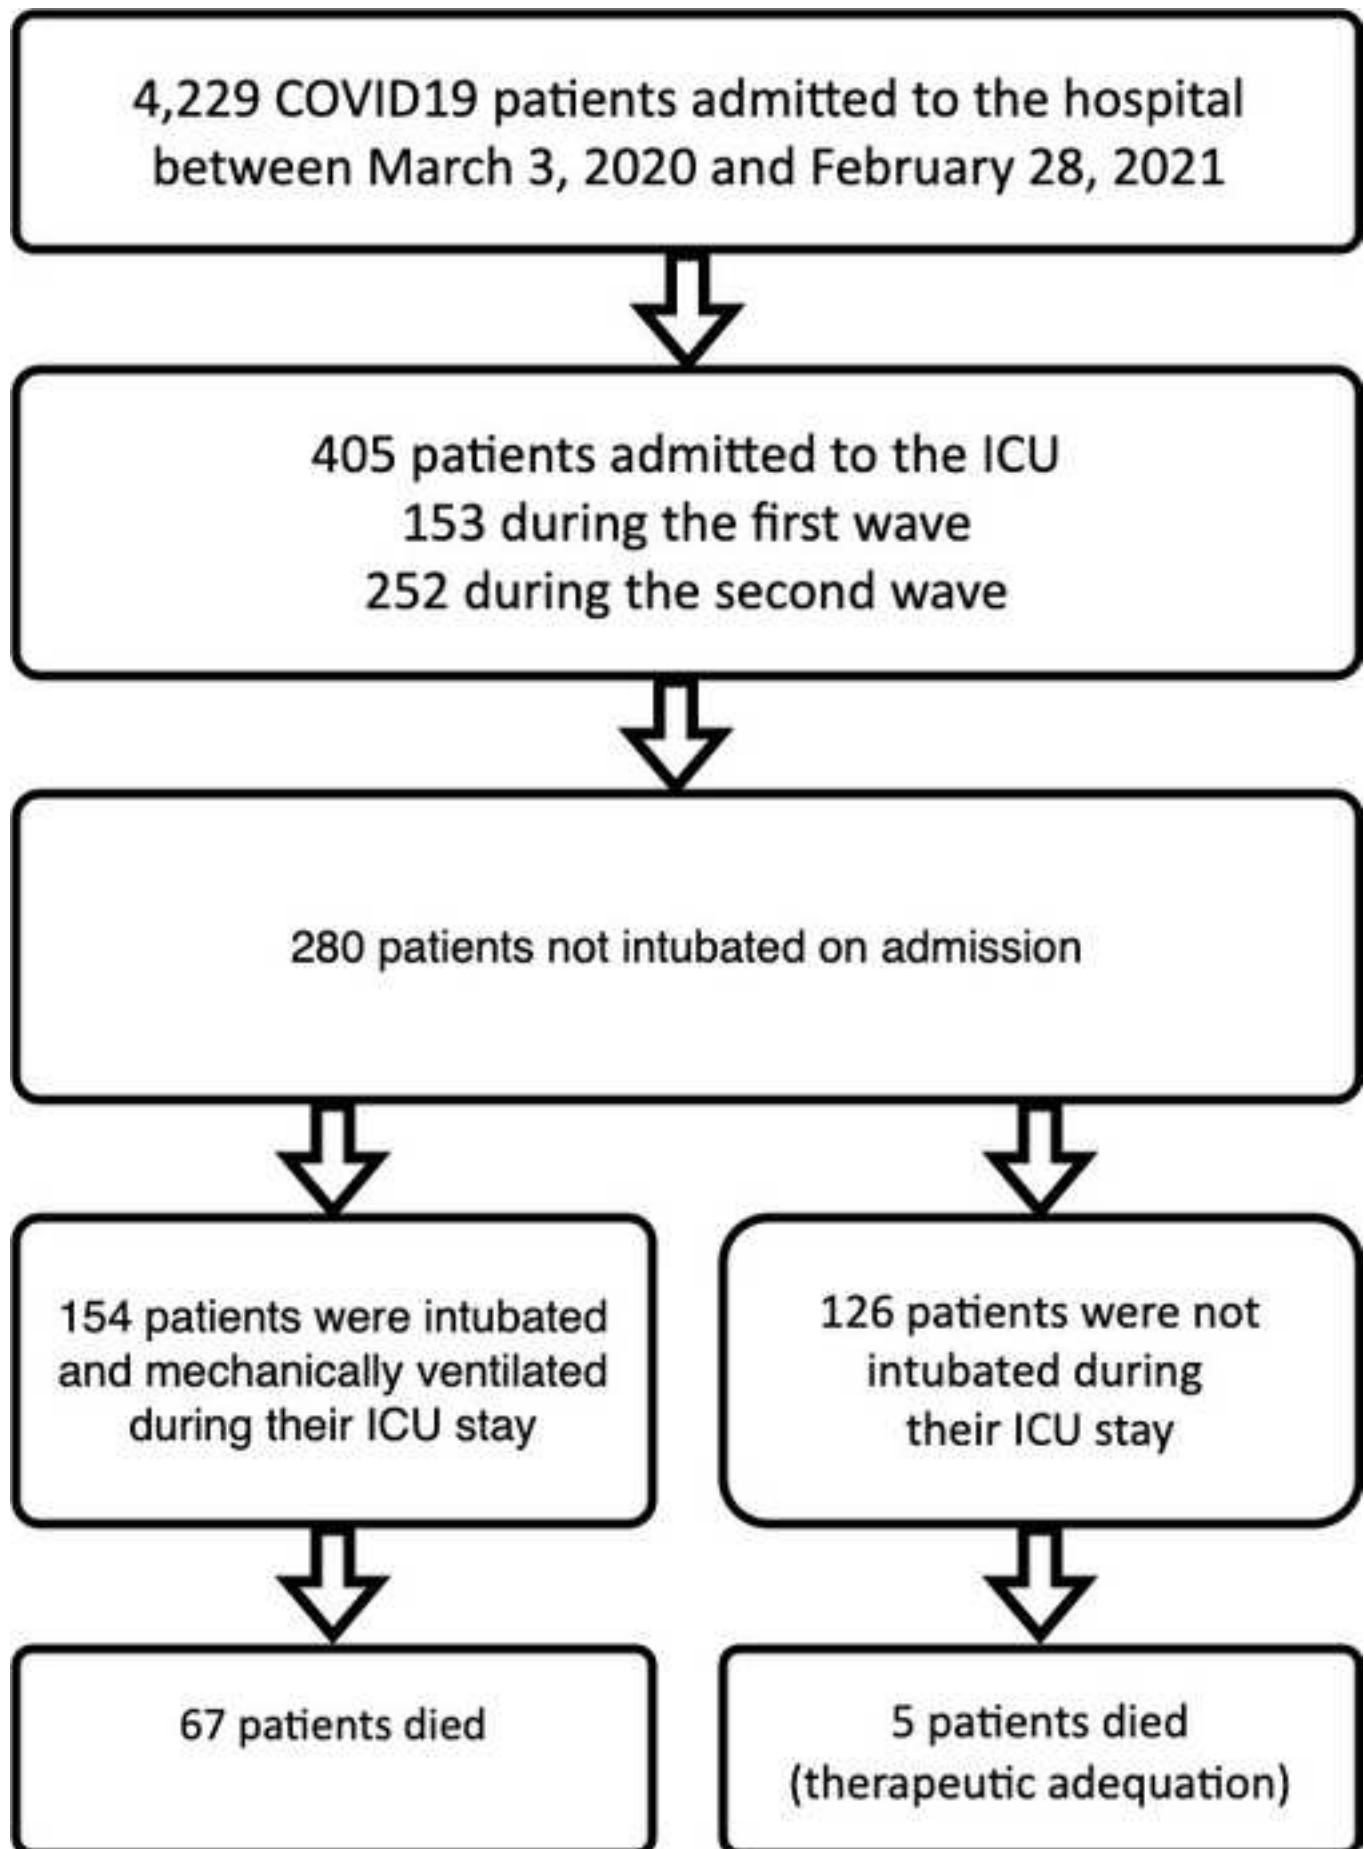 4,229 COVID19 patients admitted to the hospital
between March 3, 2020 and February 28, 2021
405 patients admitted to the ICU
153 during the first wave
252 during the second wave
280 patients not intubated on admission
154 patients were intubated
and mechanically ventilated
during their ICU stay
126 patients were not
intubated during
their ICU stay
67 patients died
5 patients died
(therapeutic adequation)